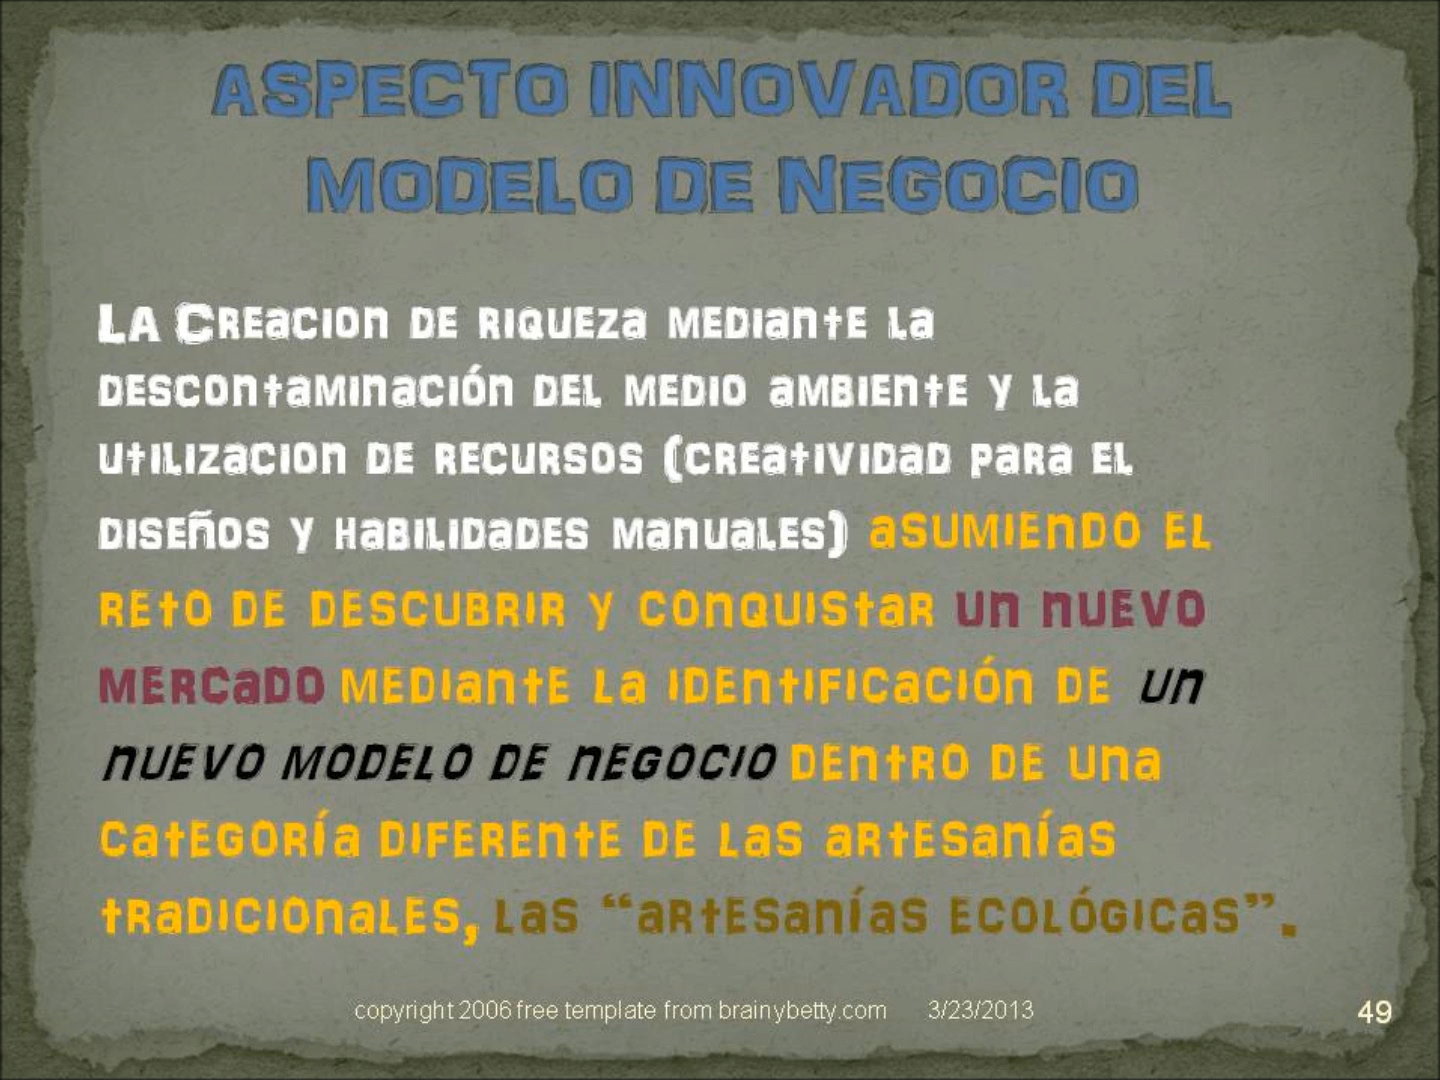 ASPECTO INNOVADOR DEL
MODELO DE NEGOCIO
La Creacion de riqueza mediante la
descontaminación del medio ambiente y la
utilizacion de recursos (creatividad para el
diseños y habilidades manuales) asumiendo el
reto de descubrir y conquistar un nuevo
mercado mediante la identificación de un
nuevo modelo de negocio dentro de una
categoría diferente de las artesanías
tradicionales, las “artesanías ecológicas”.
copyright 2006 free template from brainybetty.com 3/23/2013 49